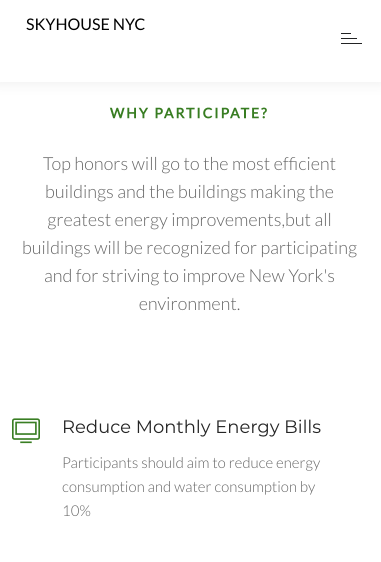 SKYHOUSE NYC
WHY PARTICIPATE?
Top honors will go to the most efficient
buildings and the buildings making the
greatest energy improvements,but all
buildings will be recognized for participating
and for striving to improve New York's
environment.
Reduce Monthly Energy Bills
Participants should aim to reduce energy
consumption and water consumption by
10%